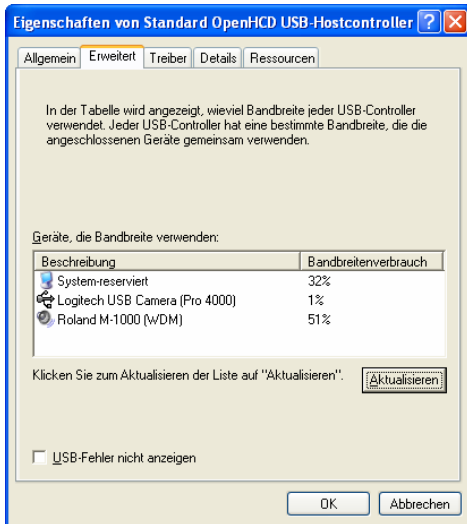 Eigenschaften von Standard OpenHCD USB-Hostcontroller
Allgemein Erweitert Treiber Details Ressourcen
In der Tabelle wird angezeigt, wieviel Bandbreite jeder USB-Controller
verwendet. Jeder USB-Controller hat eine bestimmte Bandbreite, die die
angeschlossenen Geräte gemeinsam verwenden.
Geräte, die Bandbreite verwenden:
Beschreibung Bandbreitenverbrauch
System-reserviert 32%
Logitech USB Camera (Pro 4000) 1%
Roland M-1000 (WDM) 51%
Klicken Sie zum Aktualisieren der Liste auf "Aktualisieren". Aktualisieren
USB-Fehler nicht anzeigen
OK Abbrechen